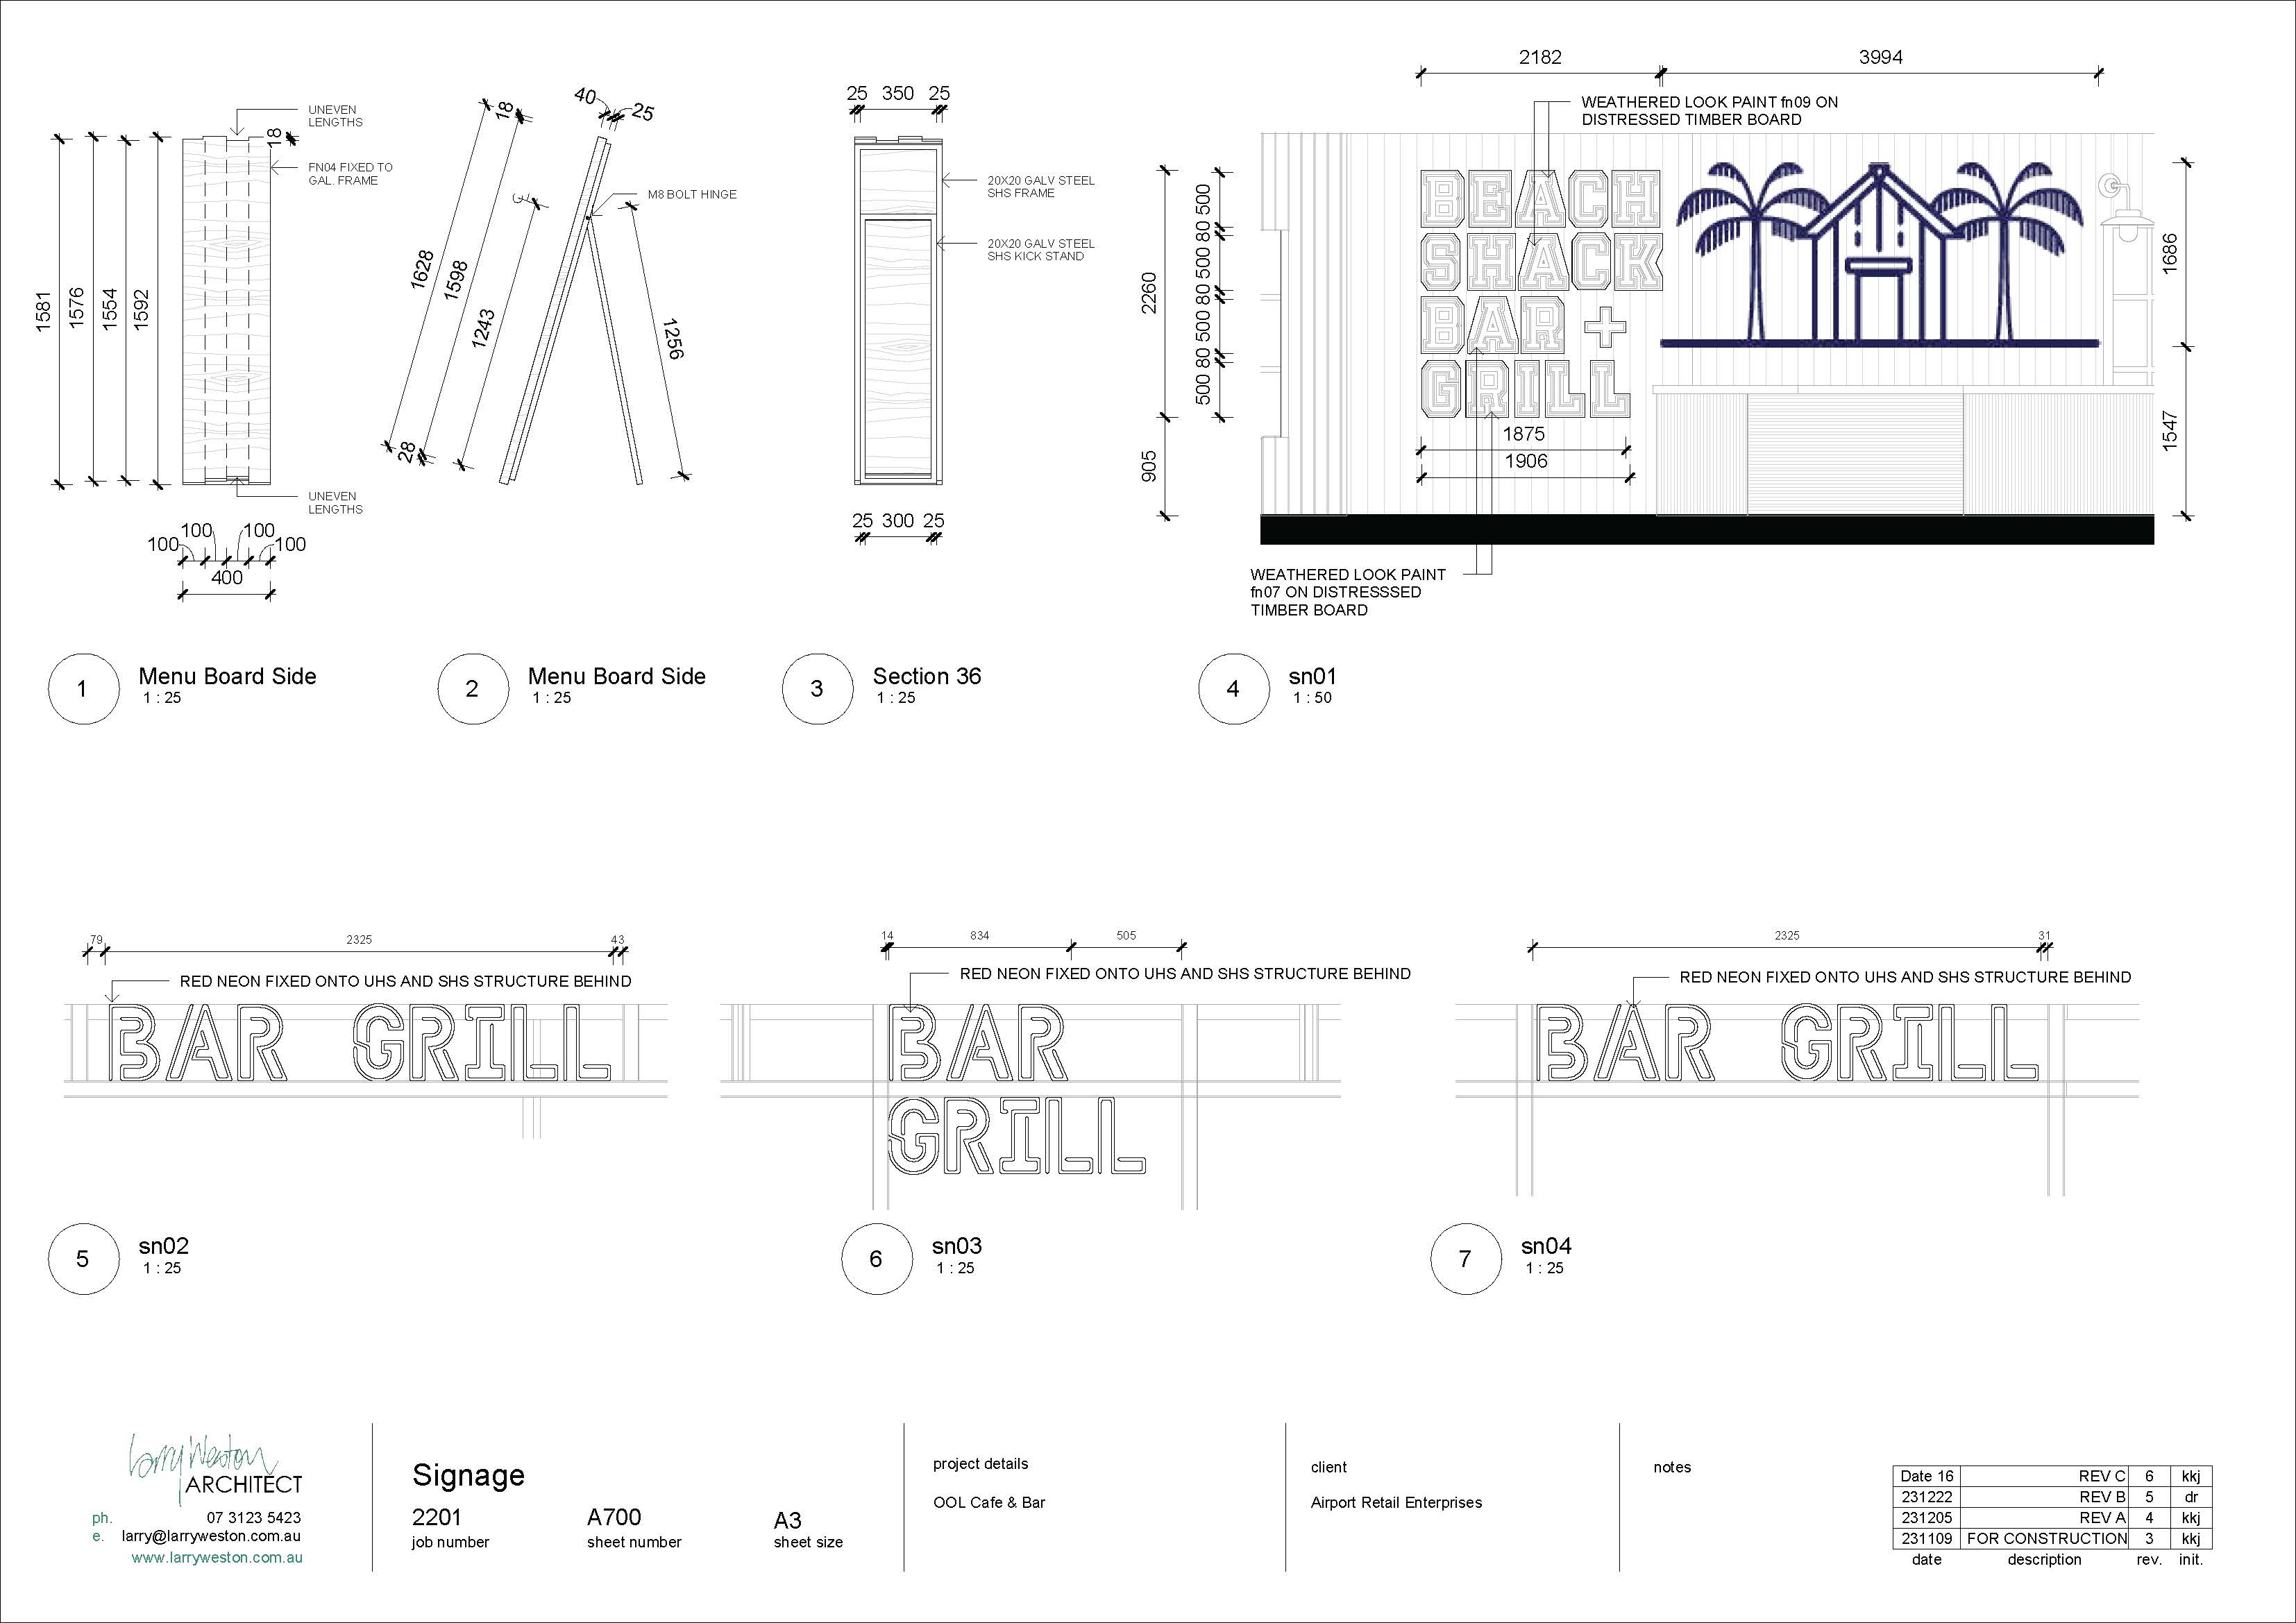 UNEVEN
LENGTHS
18
FN04 FIXED TO
GAL. FRAME
1581
1576
1554
1592
UNEVEN
LENGTHS
100
100
100
100
400
1
Menu Board Side
1 : 25
40
25
18
M8 BOLT HINGE
1628
1598
1243
1256
28
2
Menu Board Side
1 : 25
25 350 25
20X20 GALV STEEL
SHS FRAME
20X20 GALV STEEL
SHS KICK STAND
25 300 25
3
Section 36
1 : 25
2182
3994
WEATHERED LOOK PAINT fn09 ON
DISTRESSED TIMBER BOARD
BEACH
SHACK
BAR +
GRILL
2260
905
500 80 500 80 500 80 500
1686
1547
1875
1906
WEATHERED LOOK PAINT
fn07 ON DISTRESSSED
TIMBER BOARD
4
sn01
1 : 50
79
2325
43
RED NEON FIXED ONTO UHS AND SHS STRUCTURE BEHIND
BAR GRILL
5
sn02
1 : 25
14
834
505
RED NEON FIXED ONTO UHS AND SHS STRUCTURE BEHIND
BAR
GRILL
6
sn03
1 : 25
2325
31
RED NEON FIXED ONTO UHS AND SHS STRUCTURE BEHIND
BAR GRILL
7
sn04
1 : 25
Larry Weston
ARCHITECT
ph. 07 3123 5423
e. larry@larryweston.com.au
www.larryweston.com.au
Signage
2201
job number
A700
sheet number
A3
sheet size
project details
OOL Cafe & Bar
client
Airport Retail Enterprises
notes
Date 16 REV C 6 kkj
231222 REV B 5 dr
231205 REV A 4 kkj
231109 FOR CONSTRUCTION 3 kkj
date description rev. init.